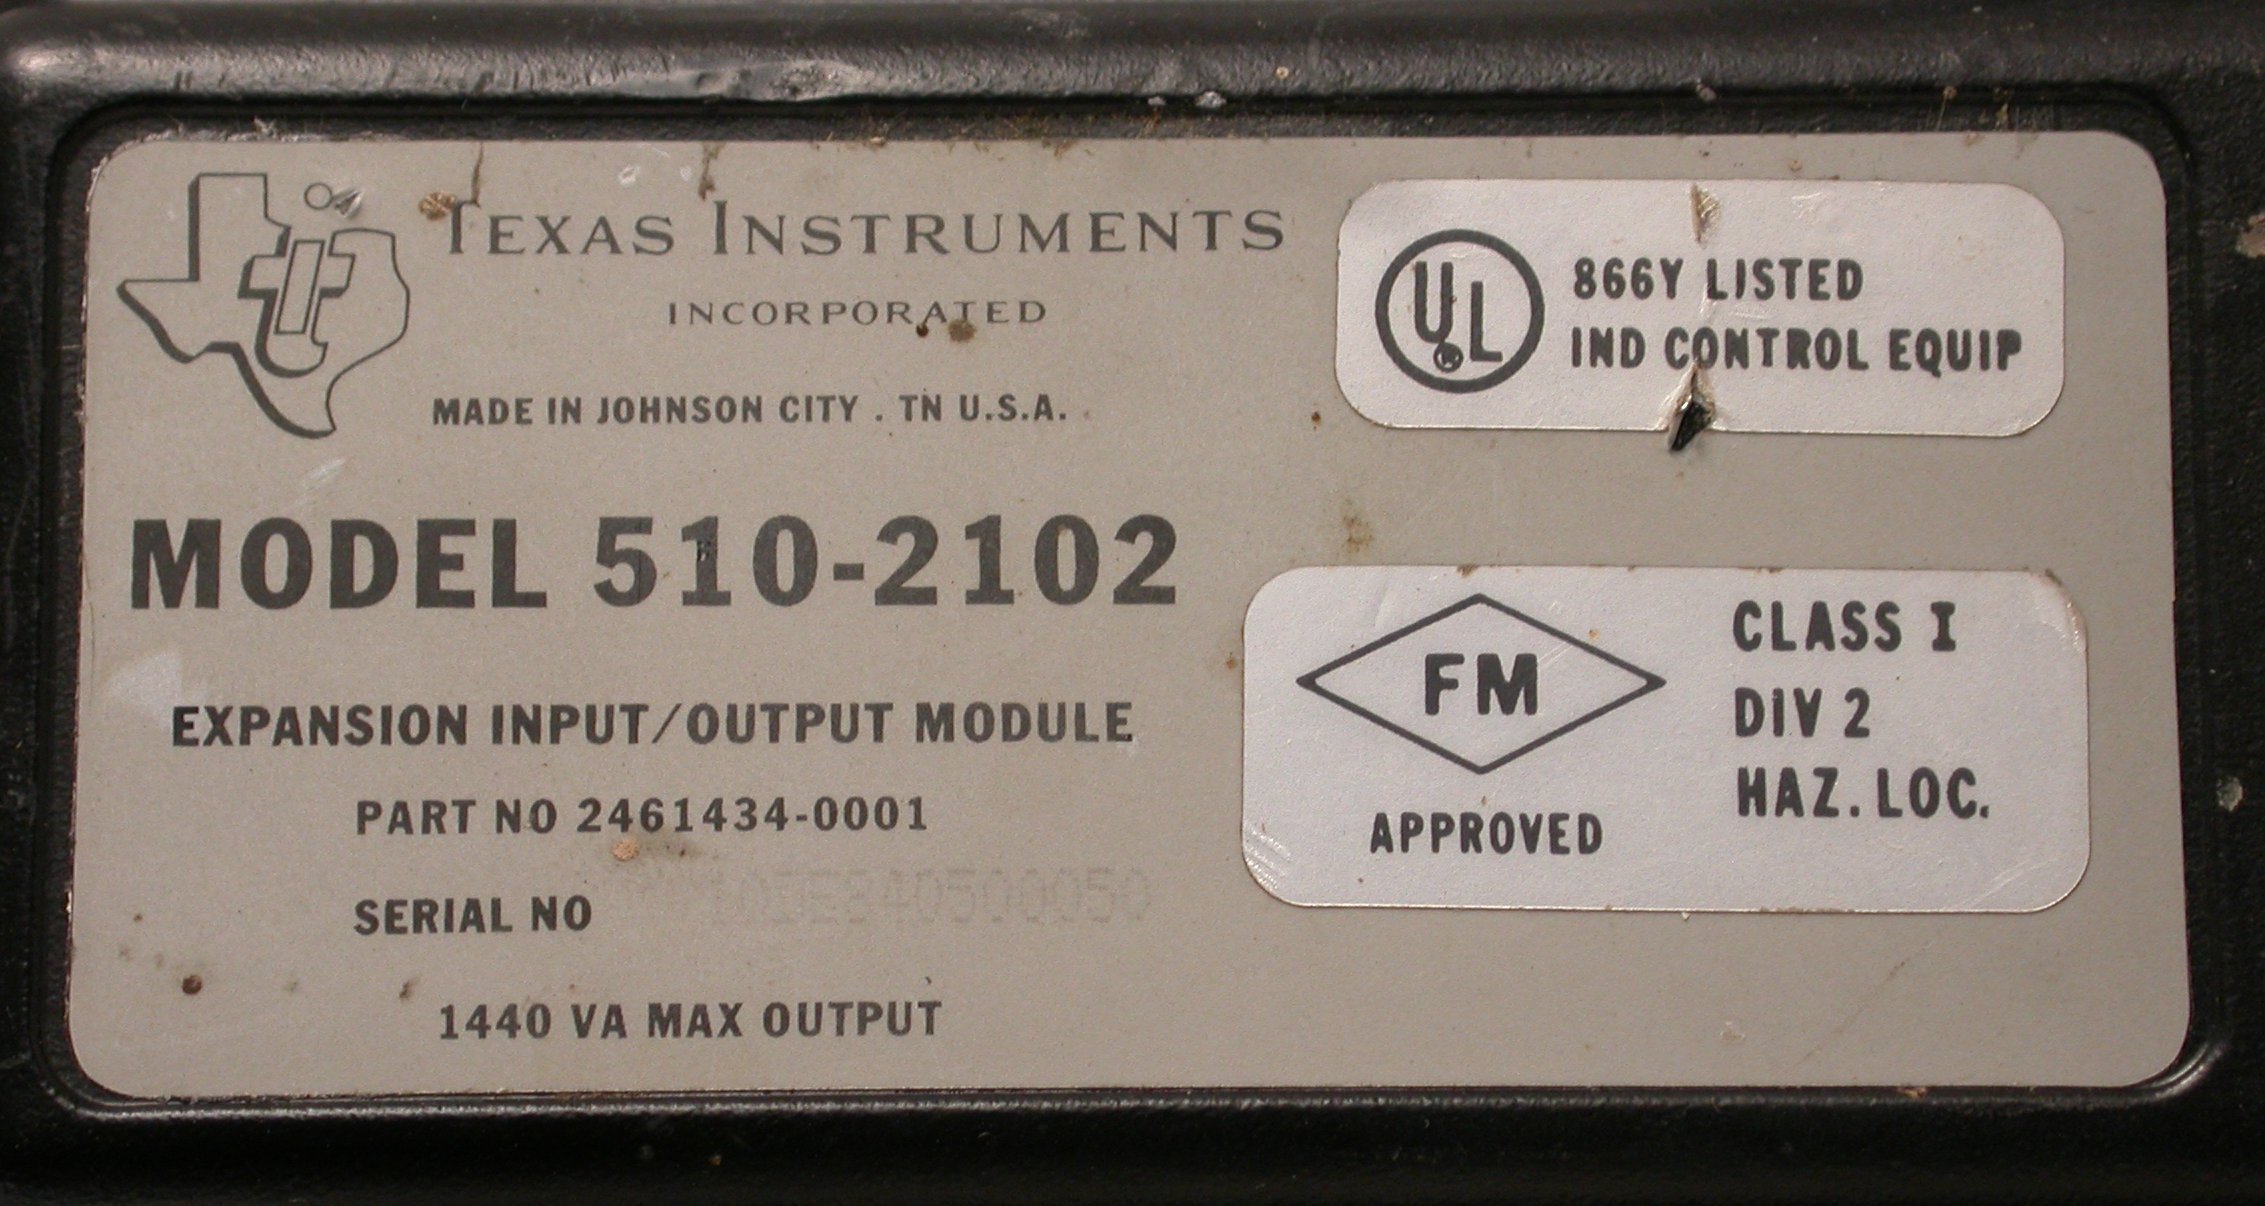 TEXAS INSTRUMENTS
INCORPORATED
MADE IN JOHNSON CITY . TN U.S.A.
MODEL 510-2102
EXPANSION INPUT/OUTPUT MODULE
PART NO 2461434-0001
SERIAL NO
1440 VA MAX OUTPUT
UL
866Y LISTED
IND CONTROL EQUIP
FM
APPROVED
CLASS I
DIV 2
HAZ. LOC.